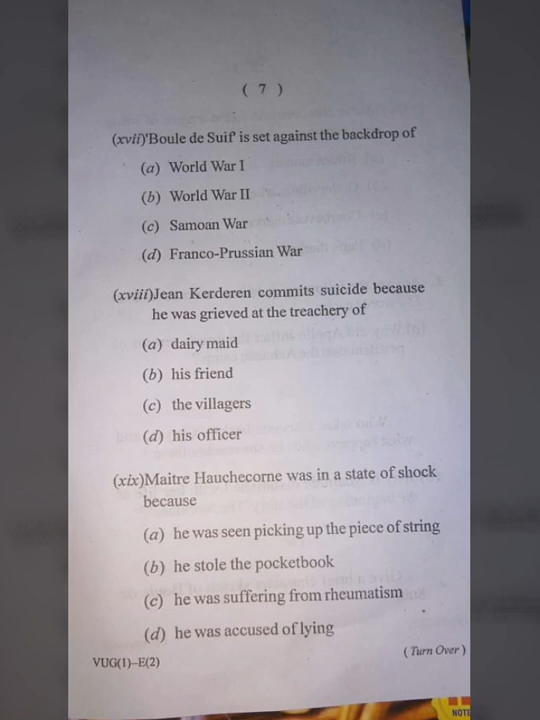 ( 7 )
(xvii)'Boule de Suif' is set against the backdrop of
(a) World War I
(b) World War II
(c) Samoan War
(d) Franco-Prussian War
(xviii)Jean Kerderen commits suicide because
he was grieved at the treachery of
(a) dairy maid
(b) his friend
(c) the villagers
(d) his officer
(xix)Maitre Hauchecorne was in a state of shock
because
(a) he was seen picking up the piece of string
(b) he stole the pocketbook
(c) he was suffering from rheumatism
(d) he was accused of lying
VUG(1)–E(2)
( Turn Over )
NOTE